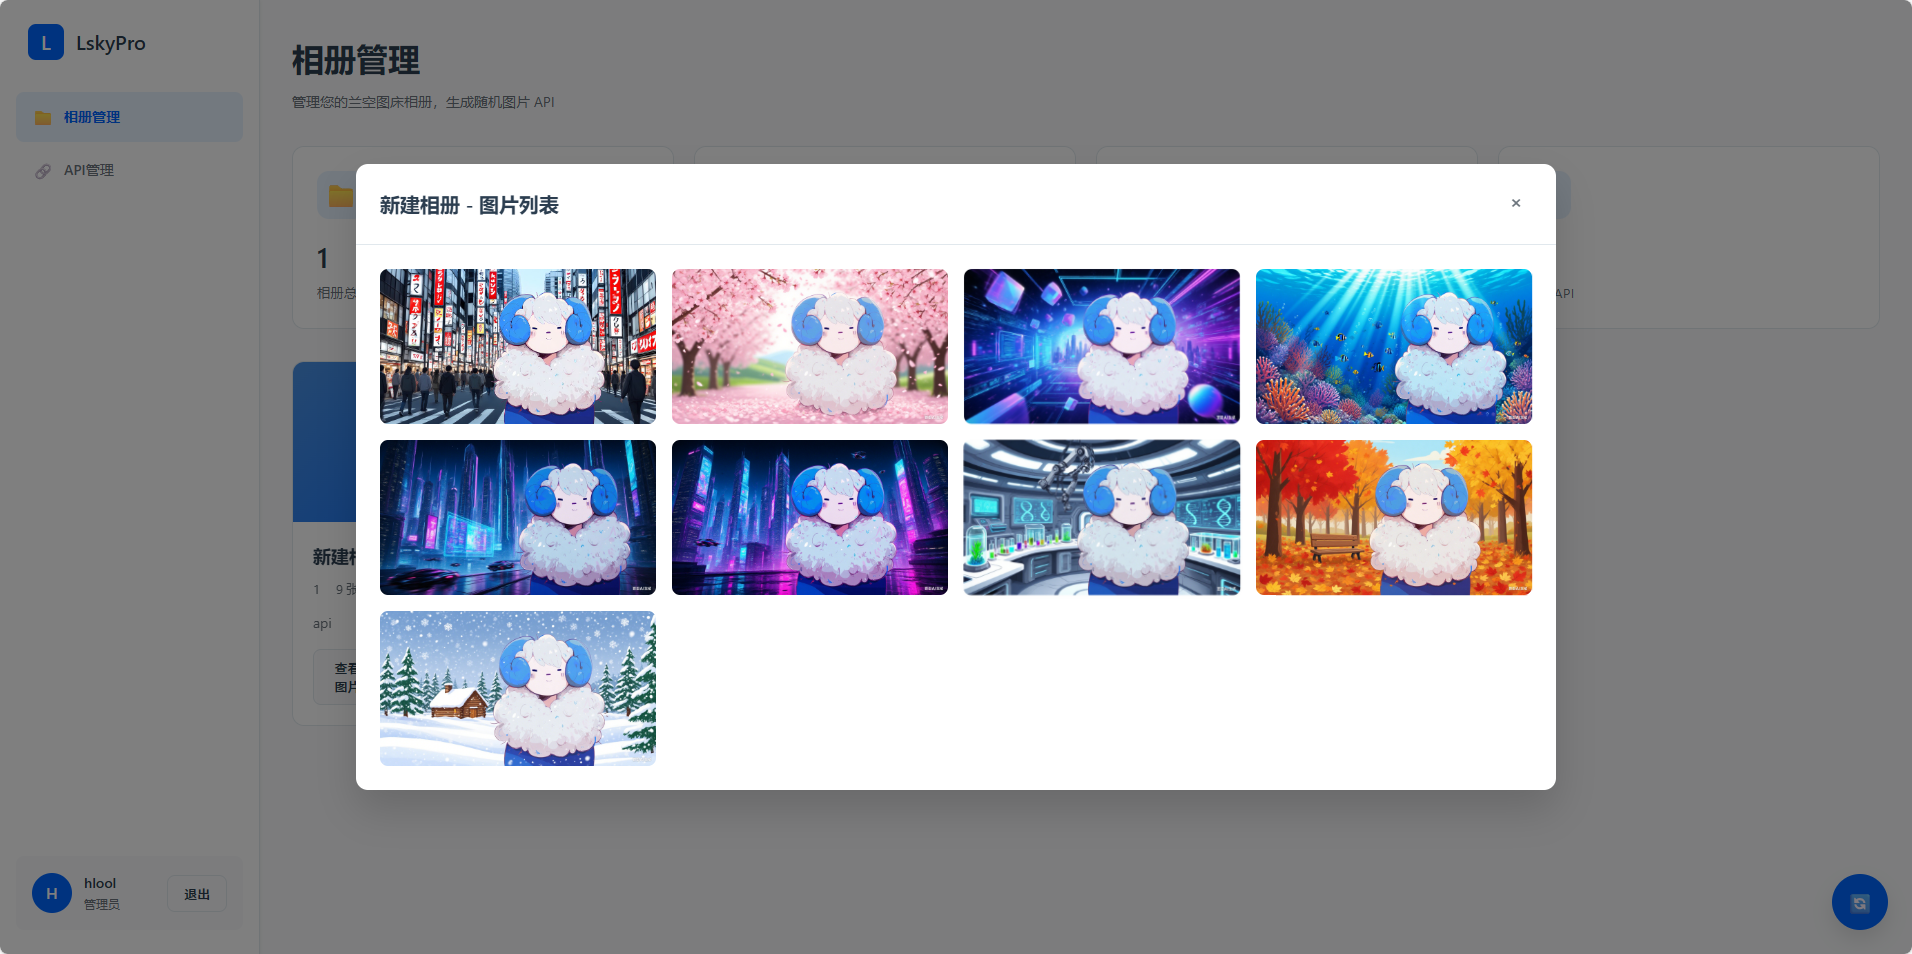 L LskyPro
相册管理
API管理
相册管理
管理您的兰空图床相册，生成随机图片 API
1
相册总
API
新建相册 - 图片列表
×
新建
1 9 张
api
查看
图片
H
hlool
管理员
退出